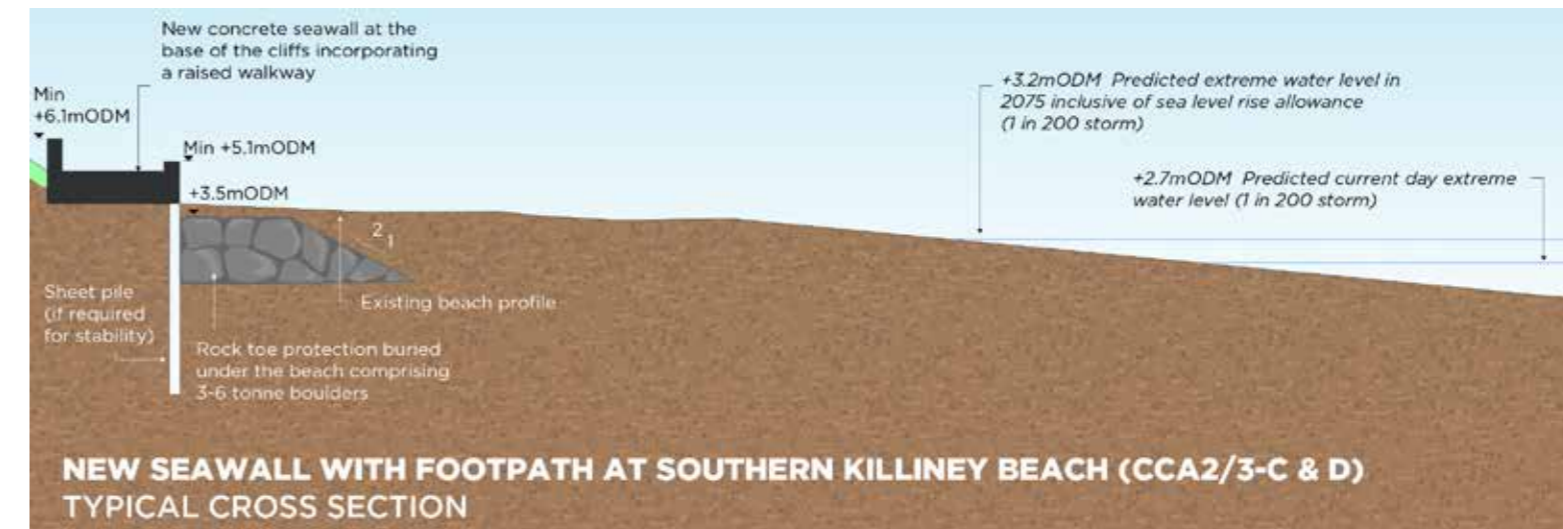 New concrete seawall at the
base of the cliffs incorporating
a raised walkway
Min
+6.1mODM
Min +5.1mODM
+3.5mODM
+3.2mODM Predicted extreme water level in
2075 inclusive of sea level rise allowance
(1 in 200 storm)
+2.7mODM Predicted current day extreme
water level (1 in 200 storm)
2
1
Sheet pile
(if required
for stability)
Existing beach profile
Rock toe protection buried
under the beach comprising
3-6 tonne boulders
NEW SEAWALL WITH FOOTPATH AT SOUTHERN KILLINEY BEACH (CCA2/3-C & D)
TYPICAL CROSS SECTION